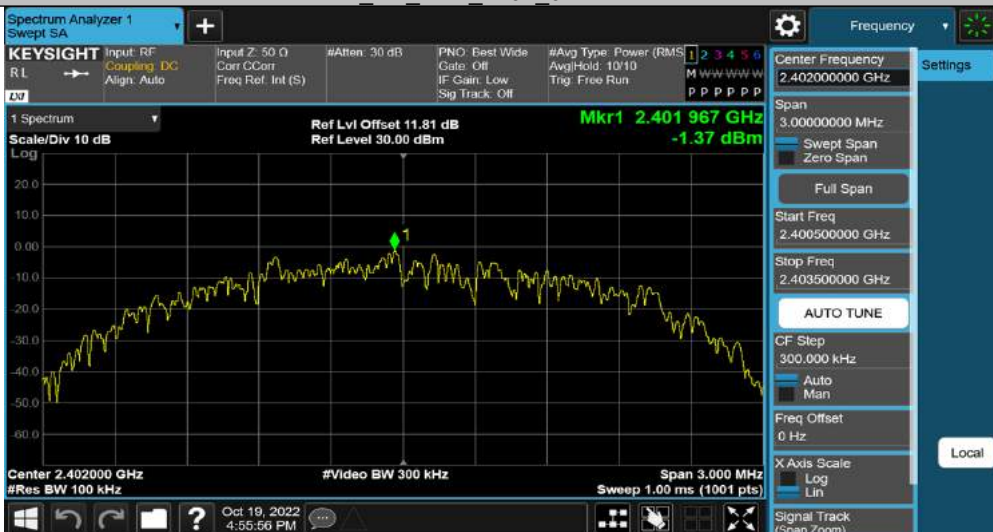 Spectrum Analyzer 1
Swept SA
Frequency
KEYSIGHT
RL
LXI
Input: RF
Coupling: DC
Align: Auto
Input Z: 50 Ω
Corr CCorr
Freq Ref: Int (S)
#Atten: 30 dB
PNO: Best Wide
Gate: Off
IF Gain: Low
Sig Track: Off
#Avg Type: Power (RMS
Avg|Hold: 10/10
Trig: Free Run
1 2 3 4 5 6
M W W W W W
P P P P P P
1 Spectrum
Scale/Div 10 dB
Log
Ref Lvl Offset 11.81 dB
Ref Level 30.00 dBm
Mkr1 2.401 967 GHz
-1.37 dBm
20.0
10.0
0.00
-10.0
-20.0
-30.0
-40.0
-50.0
-60.0
1
Center 2.402000 GHz
#Res BW 100 kHz
#Video BW 300 kHz
Span 3.000 MHz
Sweep 1.00 ms (1001 pts)
Oct 19, 2022
4:55:56 PM
Center Frequency
2.402000000 GHz
Settings
Span
3.00000000 MHz
Swept Span
Zero Span
Full Span
Start Freq
2.400500000 GHz
Stop Freq
2.403500000 GHz
AUTO TUNE
CF Step
300.000 kHz
Auto
Man
Freq Offset
0 Hz
Local
X Axis Scale
Log
Lin
Signal Track
(Span Zoom)